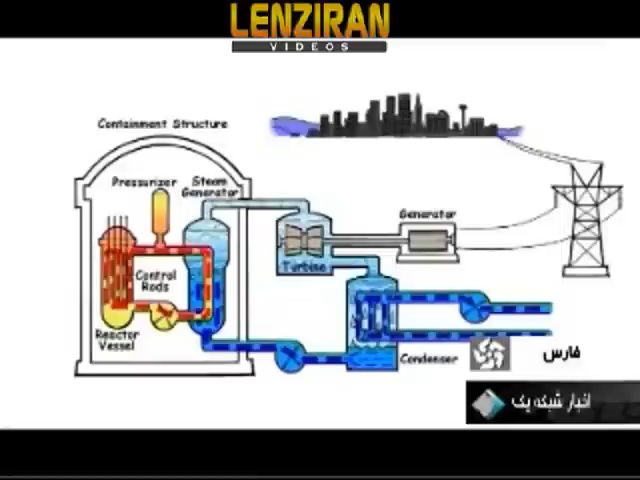 LENZIRAN
VIDEOS
Containment Structure
Pressurizer
Steam
Generator
Generator
Turbine
Control
Rods
Reactor
Vessel
Condenser
فارس
اخبار شبکه یک